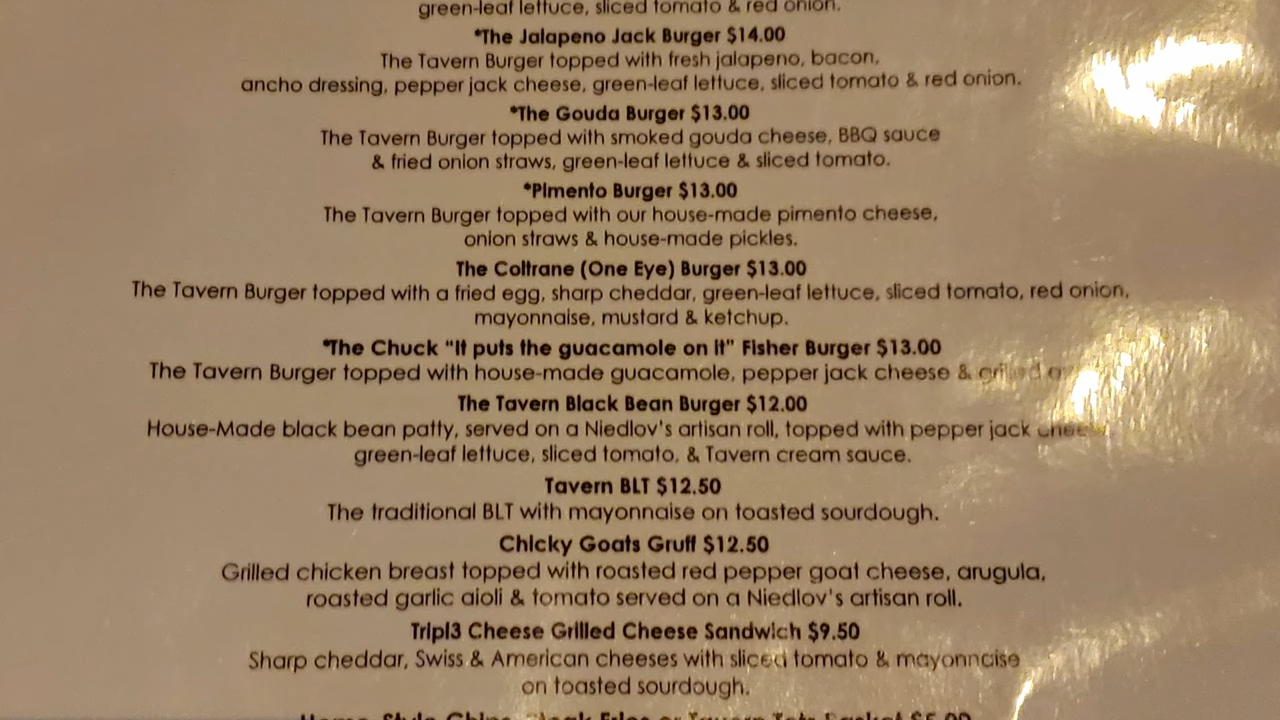 green-leaf lettuce, sliced tomato & red onion.
*The Jalapeno Jack Burger $14.00
The Tavern Burger topped with fresh jalapeno, bacon,
ancho dressing, pepper jack cheese, green-leaf lettuce, sliced tomato & red onion.
*The Gouda Burger $13.00
The Tavern Burger topped with smoked gouda cheese, BBQ sauce
& fried onion straws, green-leaf lettuce & sliced tomato.
*Pimento Burger $13.00
The Tavern Burger topped with our house-made pimento cheese,
onion straws & house-made pickles.
The Coltrane (One Eye) Burger $13.00
The Tavern Burger topped with a fried egg, sharp cheddar, green-leaf lettuce, sliced tomato, red onion,
mayonnaise, mustard & ketchup.
*The Chuck "It puts the guacamole on it" Fisher Burger $13.00
The Tavern Burger topped with house-made guacamole, pepper jack cheese & grilled
The Tavern Black Bean Burger $12.00
House-Made black bean patty, served on a Niedlov's artisan roll, topped with pepper jack
green-leaf lettuce, sliced tomato, & Tavern cream sauce.
Tavern BLT $12.50
The traditional BLT with mayonnaise on toasted sourdough.
Chicky Goats Gruff $12.50
Grilled chicken breast topped with roasted red pepper goat cheese, arugula,
roasted garlic aioli & tomato served on a Niedlov's artisan roll.
Tripl3 Cheese Grilled Cheese Sandwich $9.50
Sharp cheddar, Swiss & American cheeses with sliced tomato & mayonnaise
on toasted sourdough.